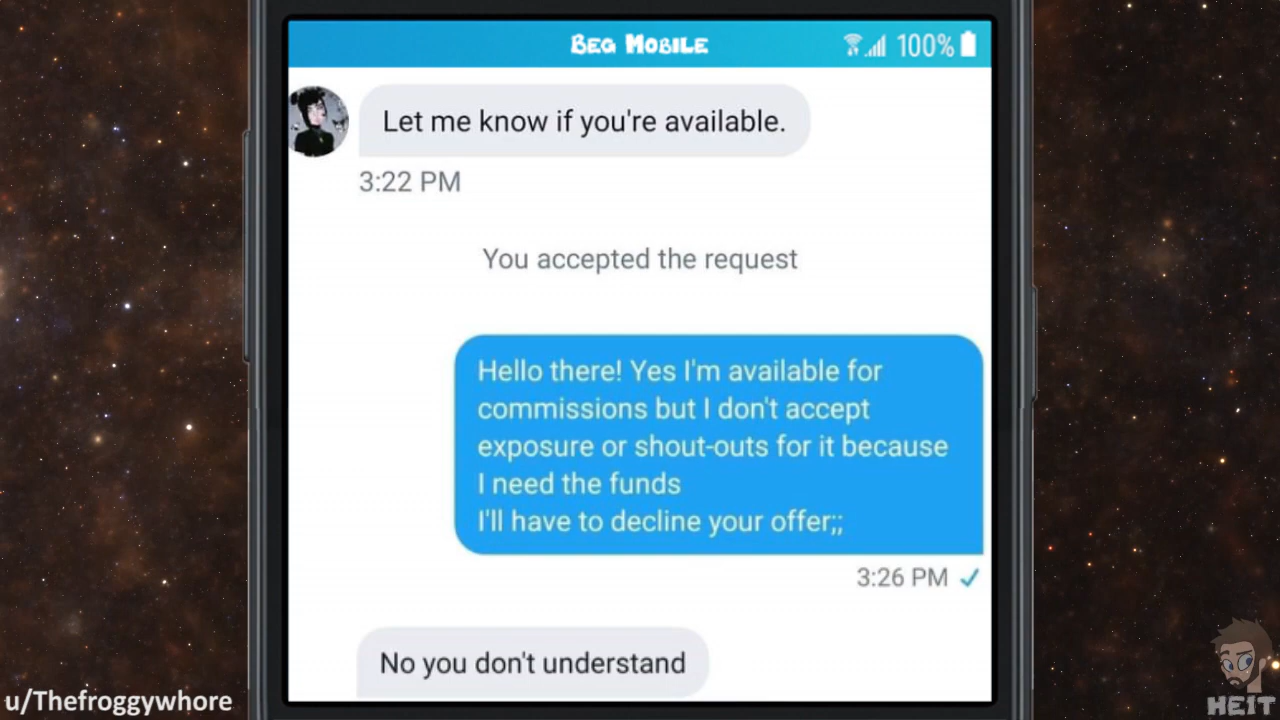 Beg Mobile
100%
Let me know if you're available.
3:22 PM
You accepted the request
Hello there! Yes I'm available for
commissions but I don't accept
exposure or shout-outs for it because
I need the funds
I'll have to decline your offer;;
3:26 PM
No you don't understand
u/Thefroggywhore
HEIT